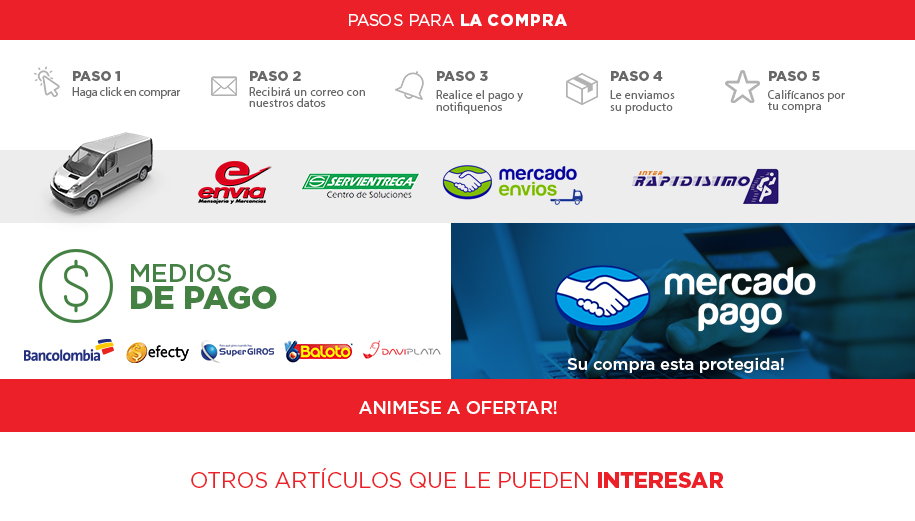 PASOS PARA LA COMPRA
PASO 1
Haga click en comprar
PASO 2
Recibirá un correo con
nuestros datos
PASO 3
Realice el pago y
notifiquenos
PASO 4
Le enviamos
su producto
PASO 5
Califícanos por
tu compra
e
envia
Mensajería y Mercancías
SERVIENTREGA
Centro de Soluciones
mercado
envios
INTER
RAPIDISIMO
MEDIOS
DE PAGO
Bancolombia
efecty
SuperGIROS
Baloto
DAVIPLATA
mercado
pago
Su compra esta protegida!
ANIMESE A OFERTAR!
OTROS ARTÍCULOS QUE LE PUEDEN INTERESAR